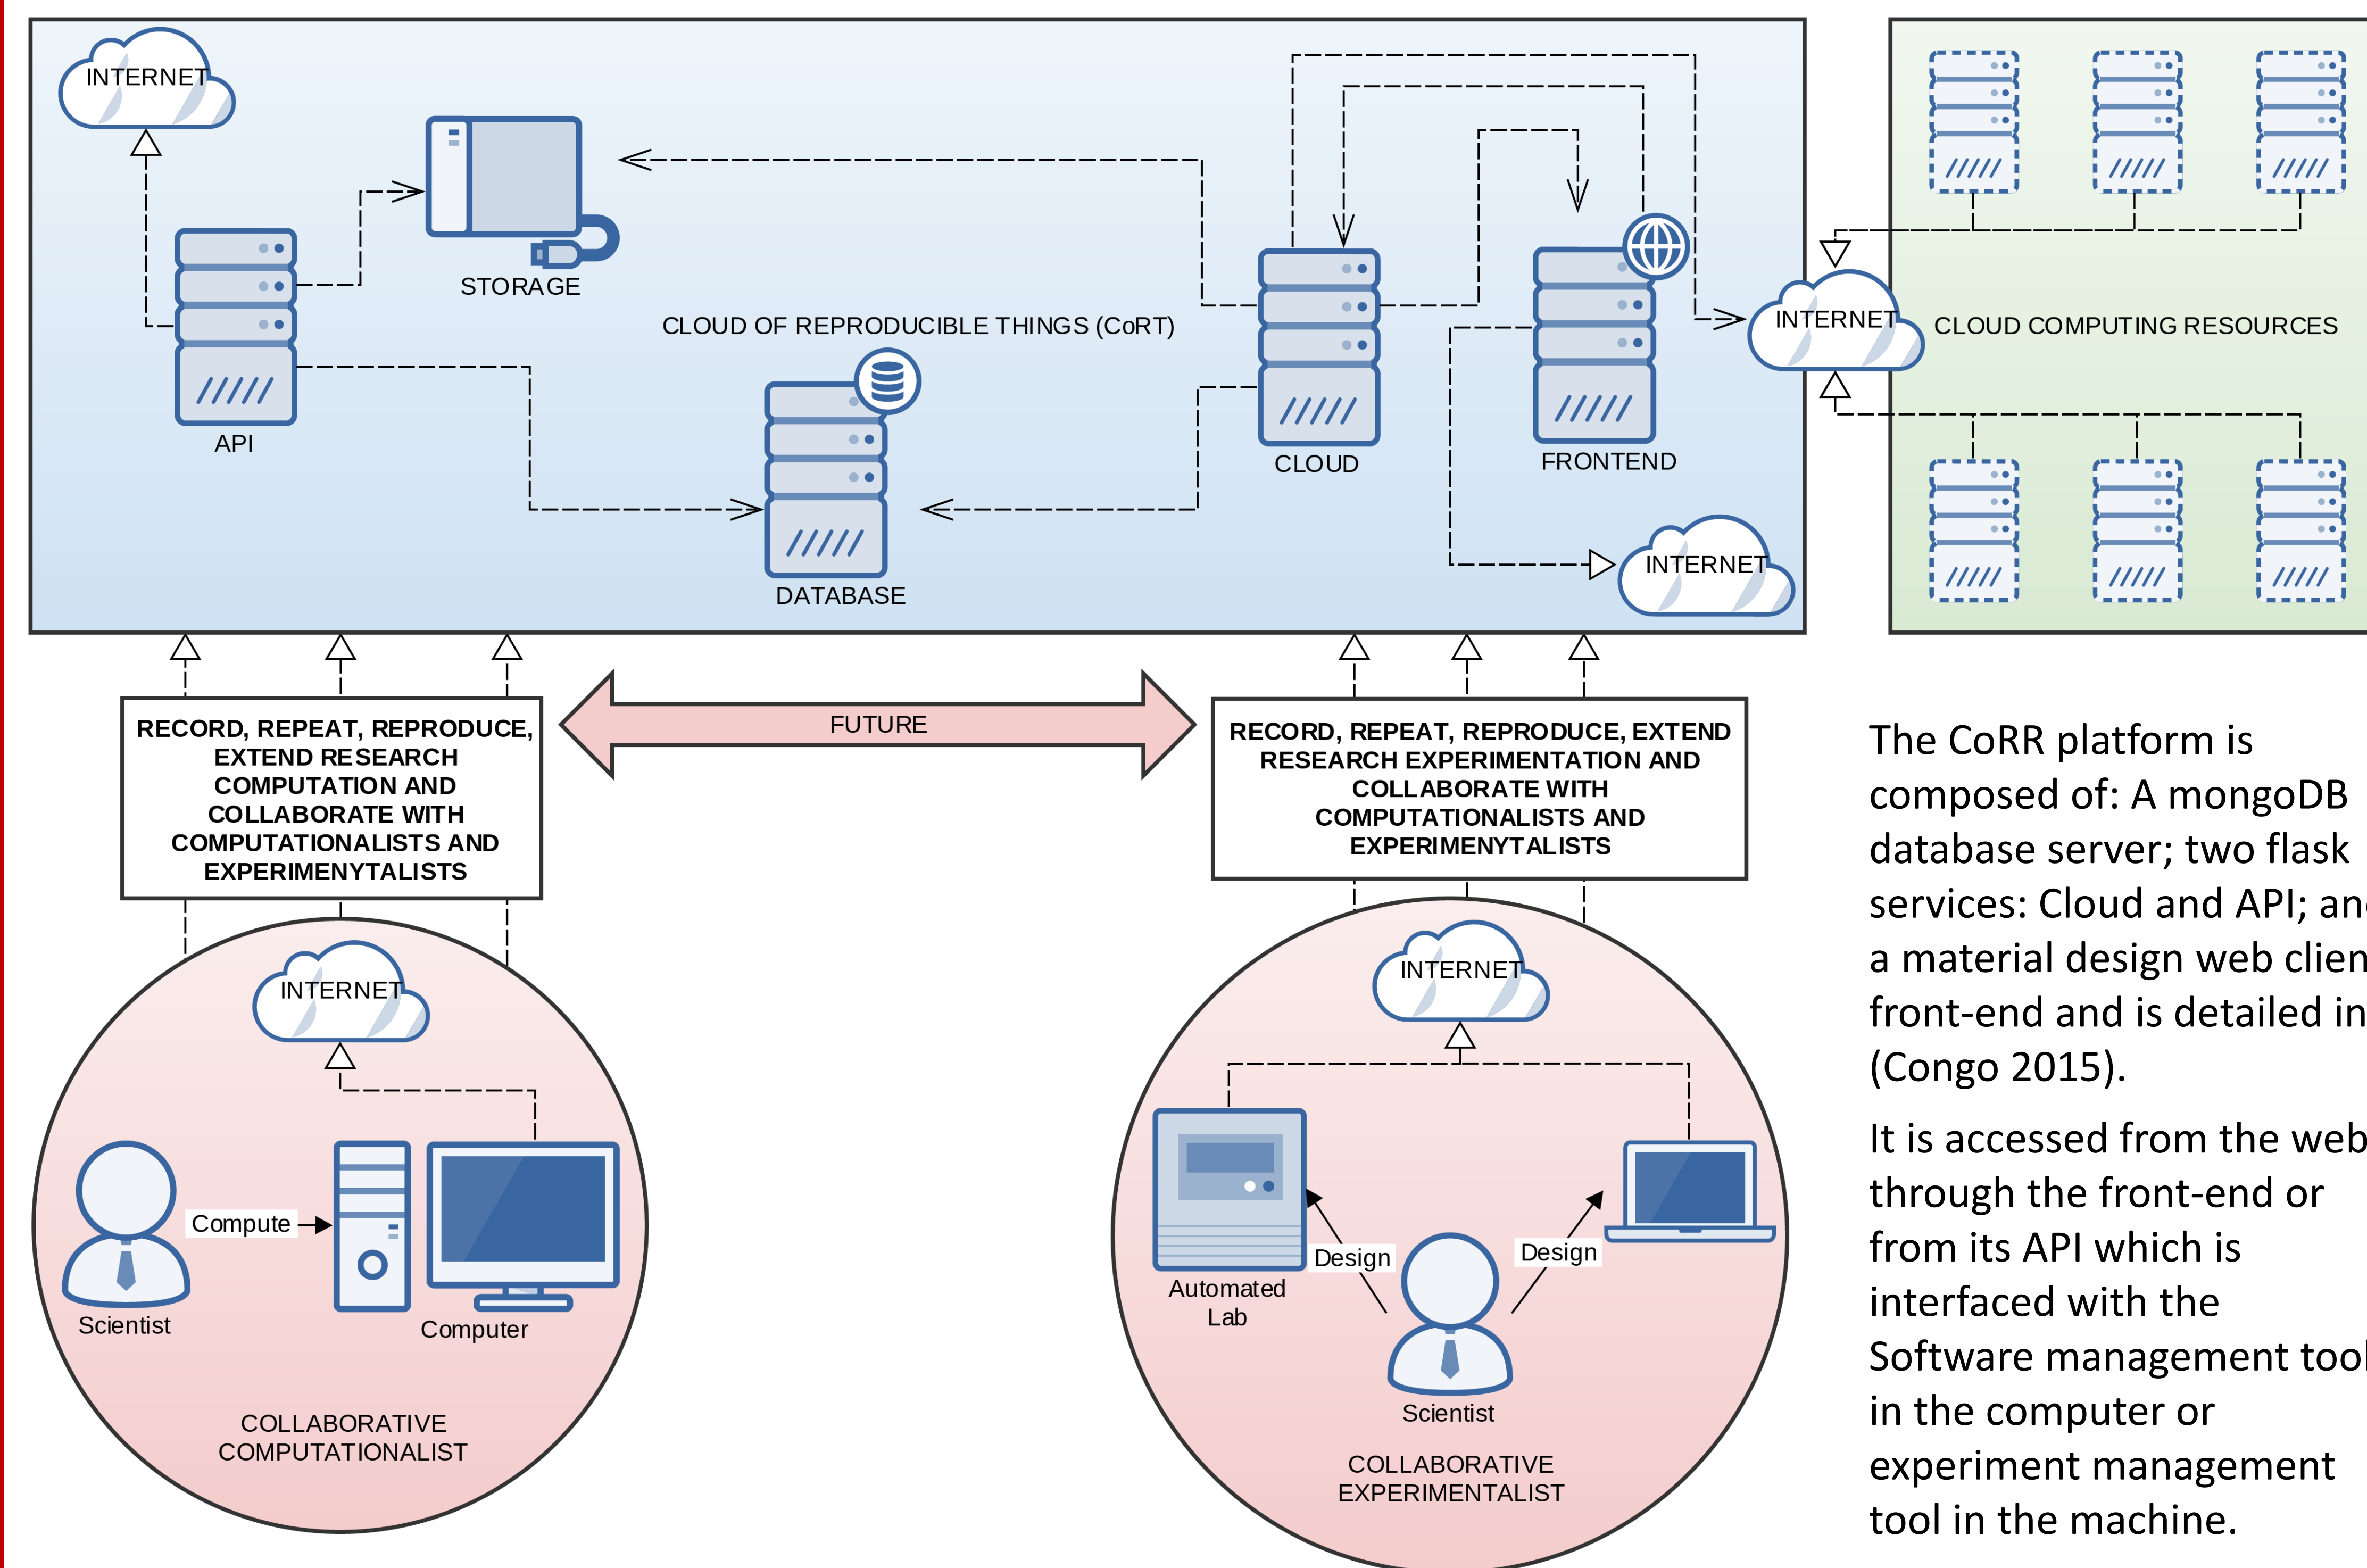 INTERNET
STORAGE
API
CLOUD OF REPRODUCIBLE THINGS (CoRT)
DATABASE
CLOUD
FRONTEND
INTERNET
INTERNET
CLOUD COMPUTING RESOURCES
RECORD, REPEAT, REPRODUCE,
EXTEND RESEARCH
COMPUTATION AND
COLLABORATE WITH
COMPUTATIONALISTS AND
EXPERIMENYTALISTS
FUTURE
RECORD, REPEAT, REPRODUCE, EXTEND
RESEARCH EXPERIMENTATION AND
COLLABORATE WITH
COMPUTATIONALISTS AND
EXPERIMENYTALISTS
INTERNET
Compute
Scientist
Computer
COLLABORATIVE
COMPUTATIONALIST
INTERNET
Automated
Lab
Design
Design
Scientist
COLLABORATIVE
EXPERIMENTALIST
The CoRR platform is
composed of: A mongoDB
database server; two flask
services: Cloud and API; an
a material design web clien
front-end and is detailed in
(Congo 2015).
It is accessed from the web
through the front-end or
from its API which is
interfaced with the
Software management tool
in the computer or
experiment management
tool in the machine.